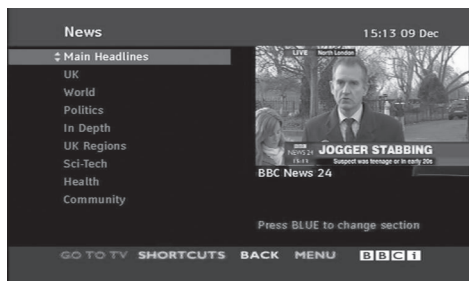 News
15:13 09 Dec
Main Headlines
UK
World
Politics
In Depth
UK Regions
Sci-Tech
Health
Community
LIVE North London
BBC
NEWS 24 JOGGER STABBING
15:13 Suspect was teenage or in early 20s
BBC News 24
Press BLUE to change section
GO TO TV SHORTCUTS BACK MENU BBCi